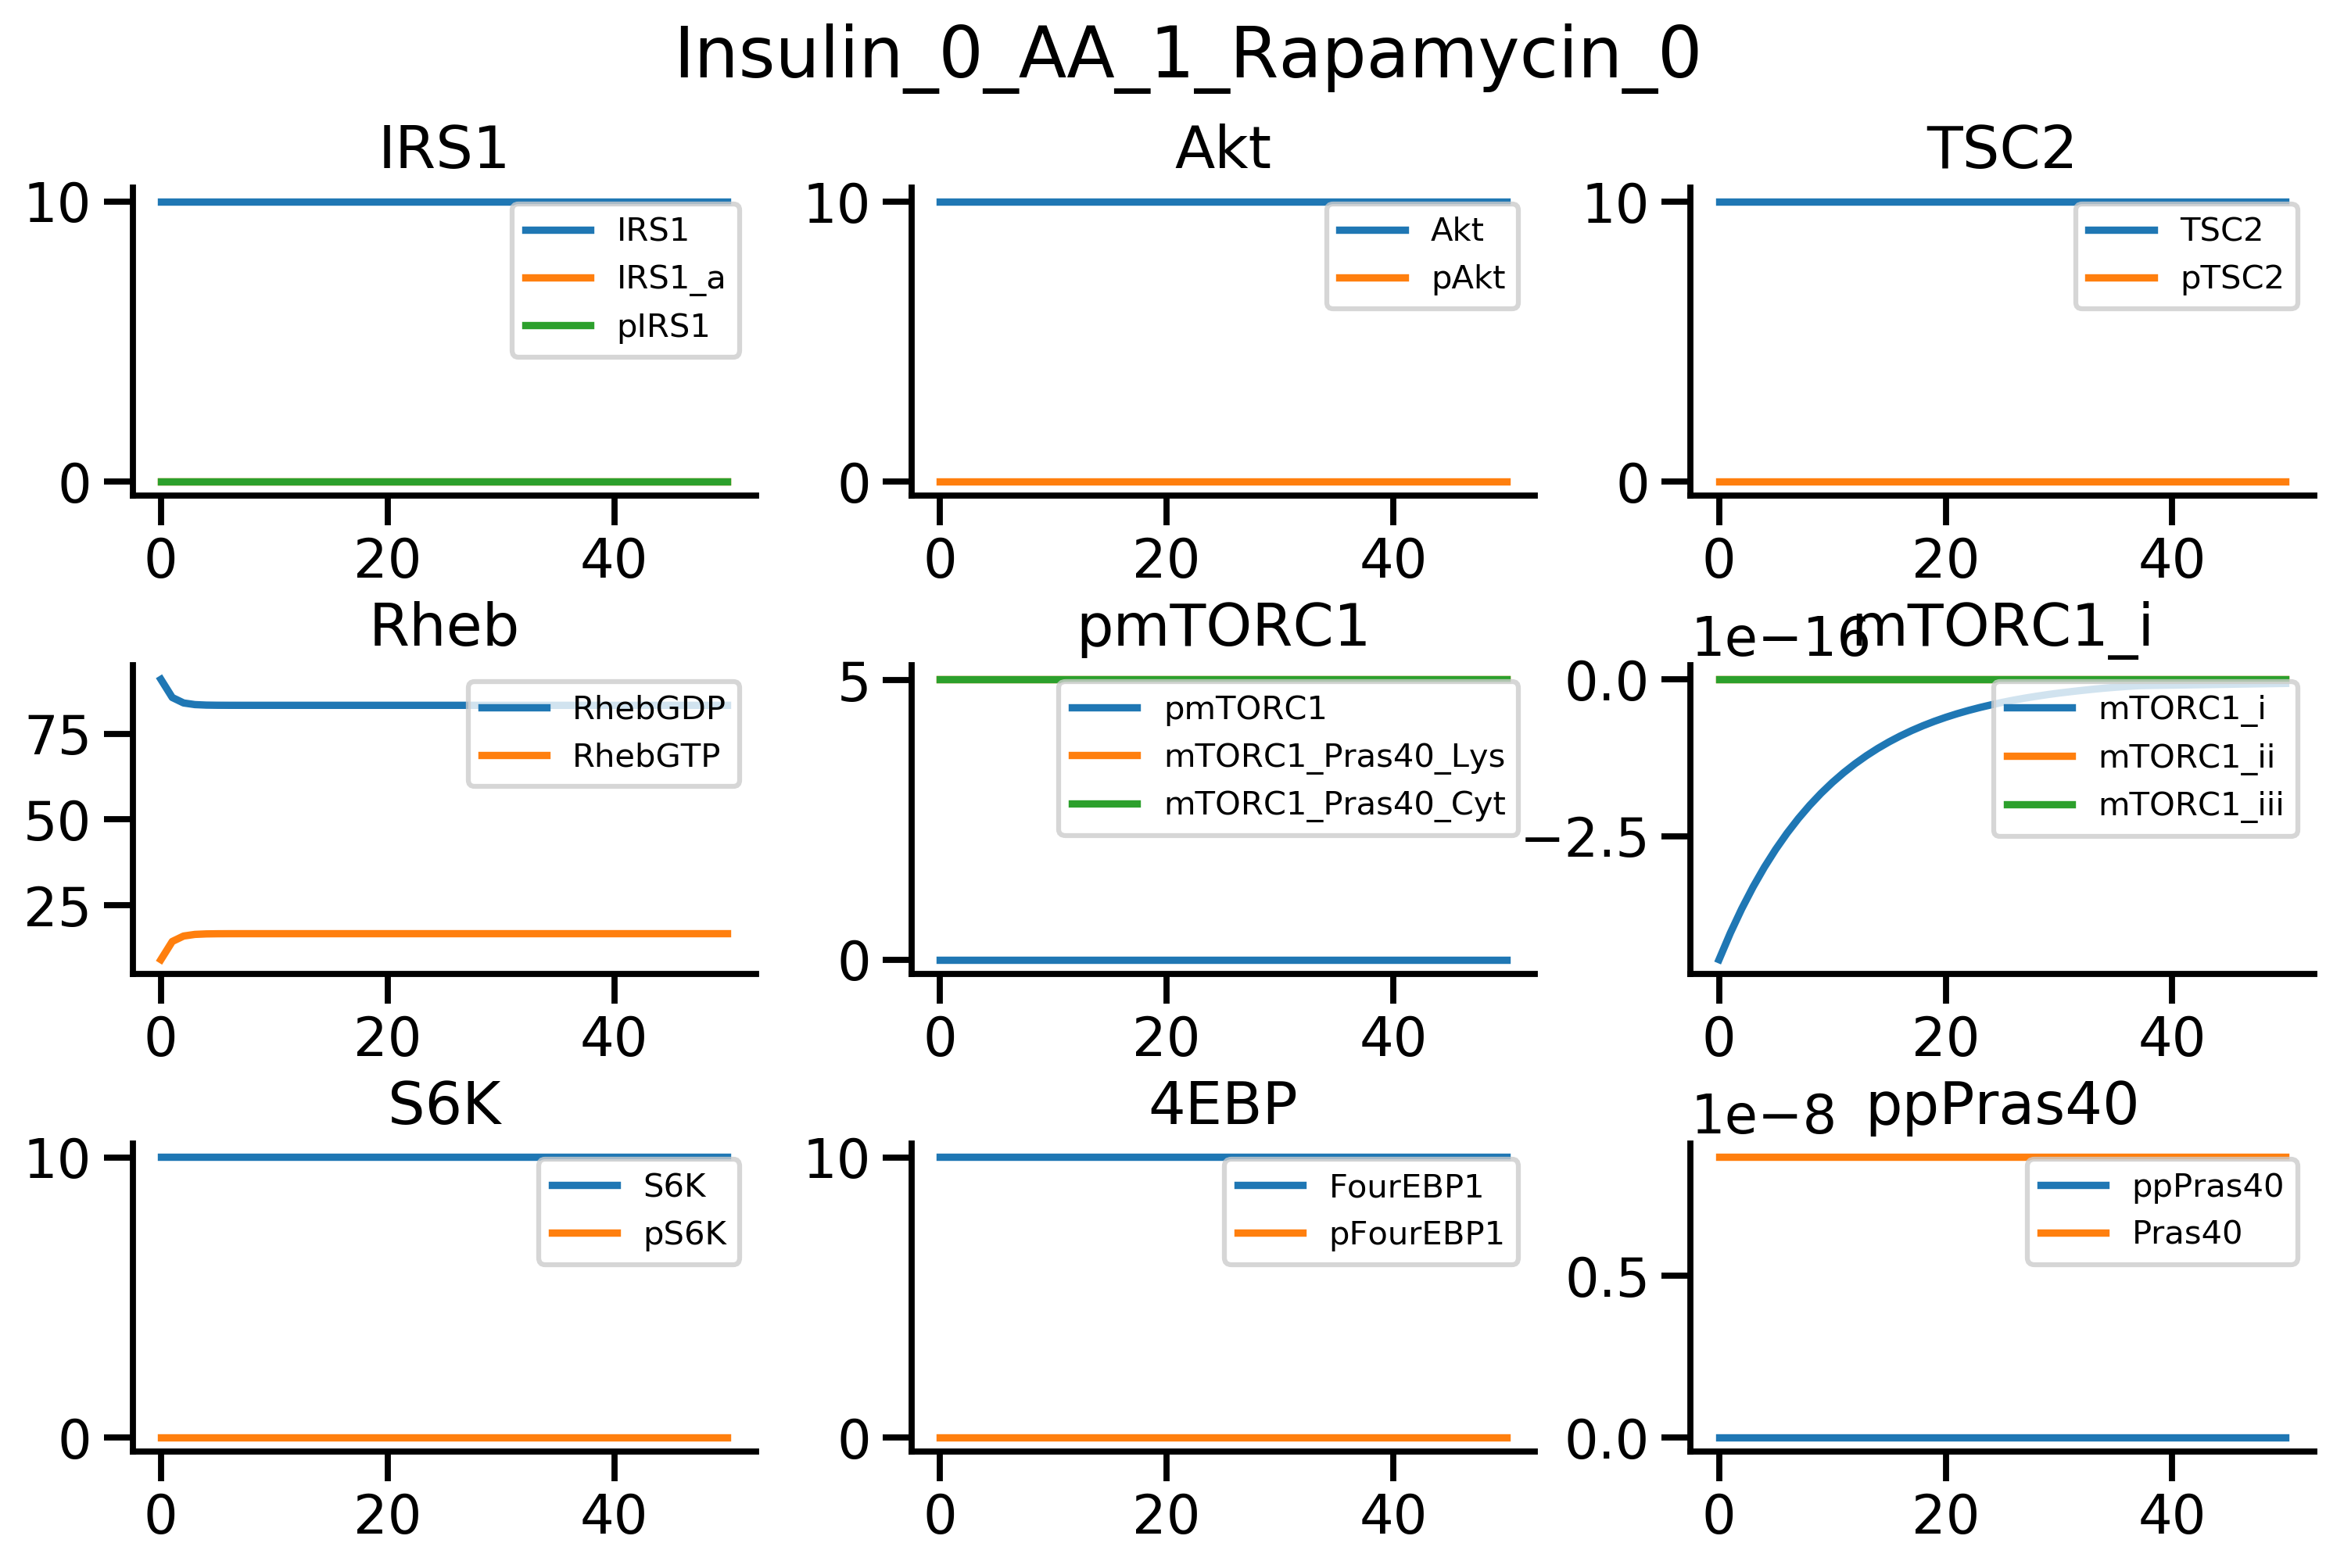 Insulin_0_AA_1_Rapamycin_0
IRS1
10
0
0 20 40
IRS1
IRS1_a
pIRS1
Akt
10
0
0 20 40
Akt
pAkt
TSC2
10
0
0 20 40
TSC2
pTSC2
Rheb
75
50
25
0 20 40
RhebGDP
RhebGTP
pmTORC1
5
0
0 20 40
pmTORC1
mTORC1_Pras40_Lys
mTORC1_Pras40_Cyt
1e−16
mTORC1_i
0.0
−2.5
0 20 40
mTORC1_i
mTORC1_ii
mTORC1_iii
S6K
10
0
0 20 40
S6K
pS6K
4EBP
10
0
0 20 40
FourEBP1
pFourEBP1
1e−8
ppPras40
0.5
0.0
0 20 40
ppPras40
Pras40